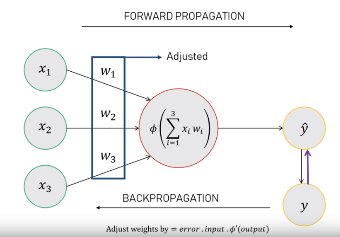 FORWARD PROPAGATION
Adjusted
x₁
w₁
x₂
w₂
ϕ(∑³ᵢ₌₁ xᵢ wᵢ)
ŷ
x₃
w₃
y
BACKPROPAGATION
Adjust weights by = error . input . ϕ'(output)